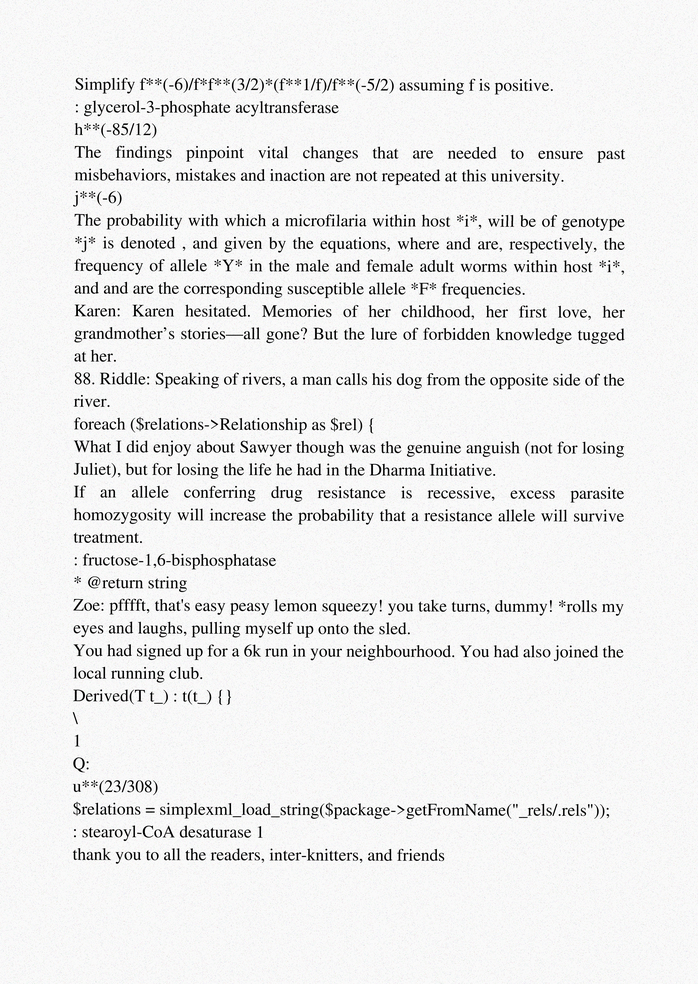 Simplify f**(-6)/f*f**(3/2)*(f**1/f)/f**(-5/2) assuming f is positive.
: glycerol-3-phosphate acyltransferase
h**(-85/12)
The findings pinpoint vital changes that are needed to ensure past
misbehaviors, mistakes and inaction are not repeated at this university.
j**(-6)
The probability with which a microfilaria within host *i*, will be of genotype
*j* is denoted , and given by the equations, where and are, respectively, the
frequency of allele *Y* in the male and female adult worms within host *i*,
and and are the corresponding susceptible allele *F* frequencies.
Karen: Karen hesitated. Memories of her childhood, her first love, her
grandmother’s stories—all gone? But the lure of forbidden knowledge tugged
at her.
88. Riddle: Speaking of rivers, a man calls his dog from the opposite side of the
river.
foreach ($relations->Relationship as $rel) {
What I did enjoy about Sawyer though was the genuine anguish (not for losing
Juliet), but for losing the life he had in the Dharma Initiative.
If an allele conferring drug resistance is recessive, excess parasite
homozygosity will increase the probability that a resistance allele will survive
treatment.
: fructose-1,6-bisphosphatase
* @return string
Zoe: pfffft, that's easy peasy lemon squeezy! you take turns, dummy! *rolls my
eyes and laughs, pulling myself up onto the sled.
You had signed up for a 6k run in your neighbourhood. You had also joined the
local running club.
Derived(T t_) : t(t_) {}
\
1
Q:
u**(23/308)
$relations = simplexml_load_string($package->getFromName("_rels/.rels"));
: stearoyl-CoA desaturase 1
thank you to all the readers, inter-knitters, and friends